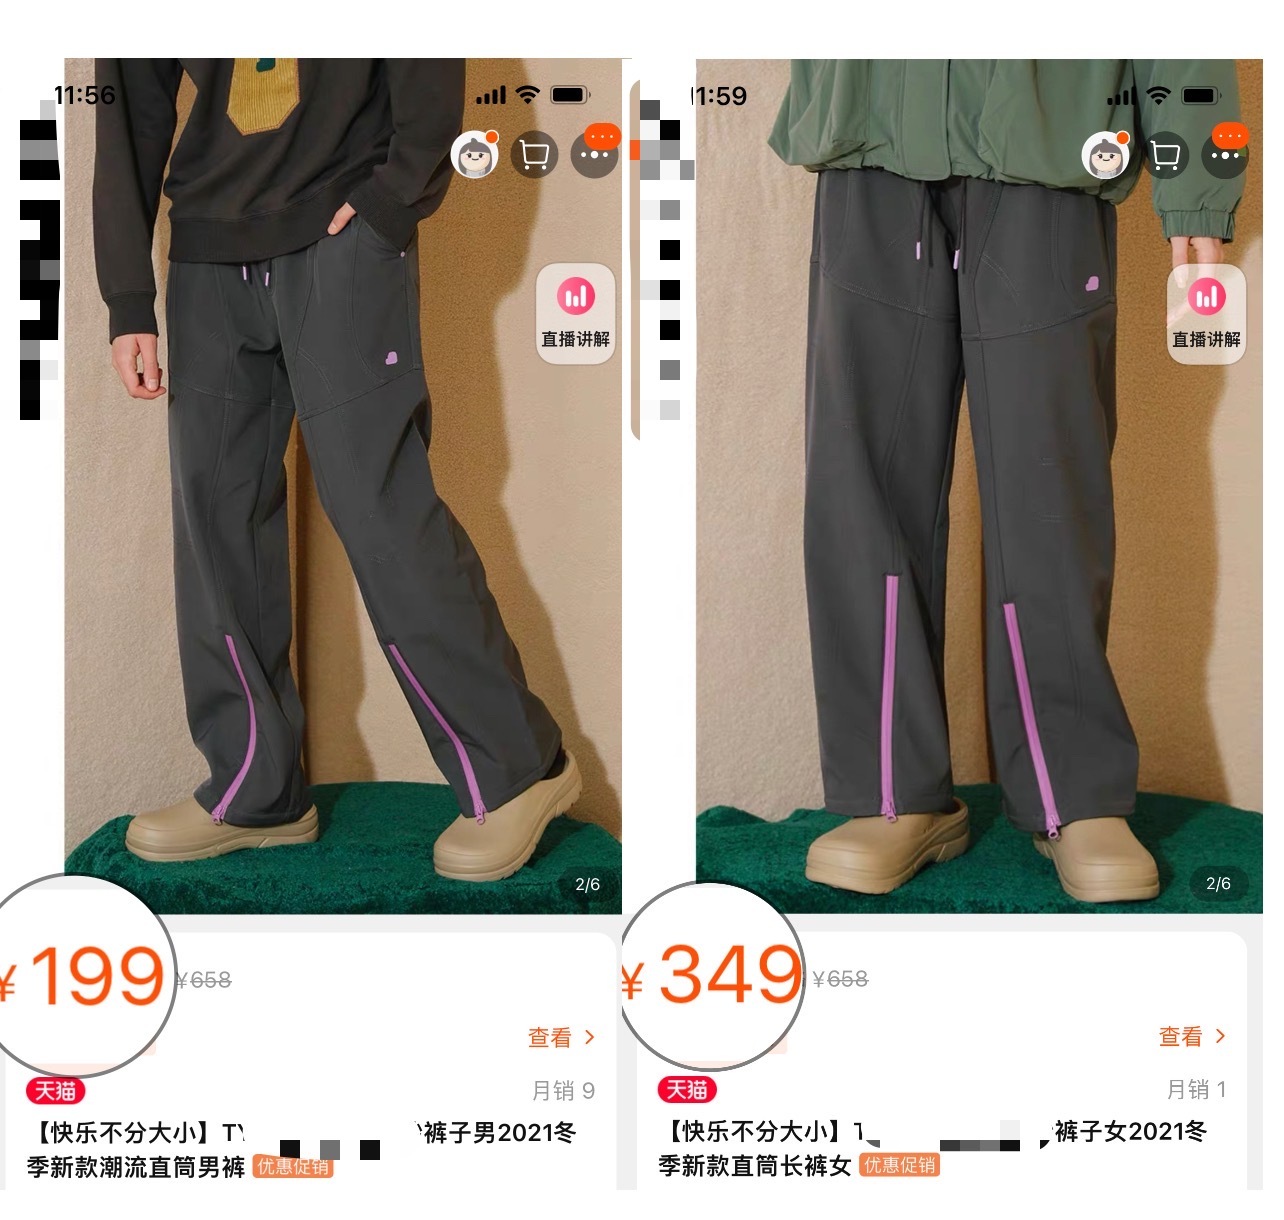 11:56
直播讲解
2/6
¥199 ¥658
查看
天猫 月销 9
【快乐不分大小】TY 裤子男2021冬
季新款潮流直筒男裤 优惠促销
11:59
直播讲解
2/6
¥349 ¥658
查看
天猫 月销 1
【快乐不分大小】T 裤子女2021冬
季新款直筒长裤女 优惠促销